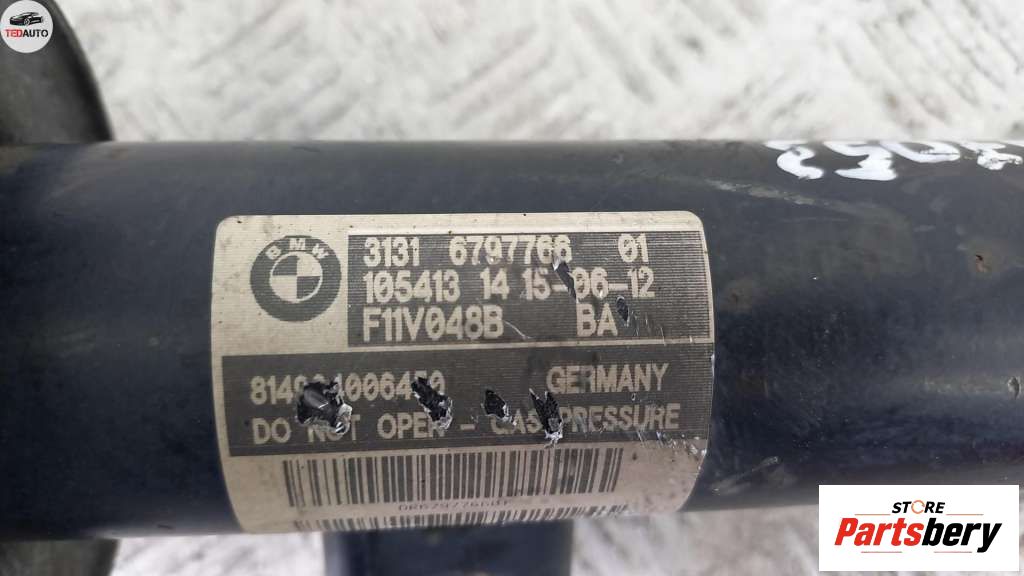 TEDAUTO
BMW
3131 6797766 01
105413 14 15-06-12
F11V048B BA
GERMANY
DO NOT OPEN - GAS PRESSURE
STORE
Partsbery